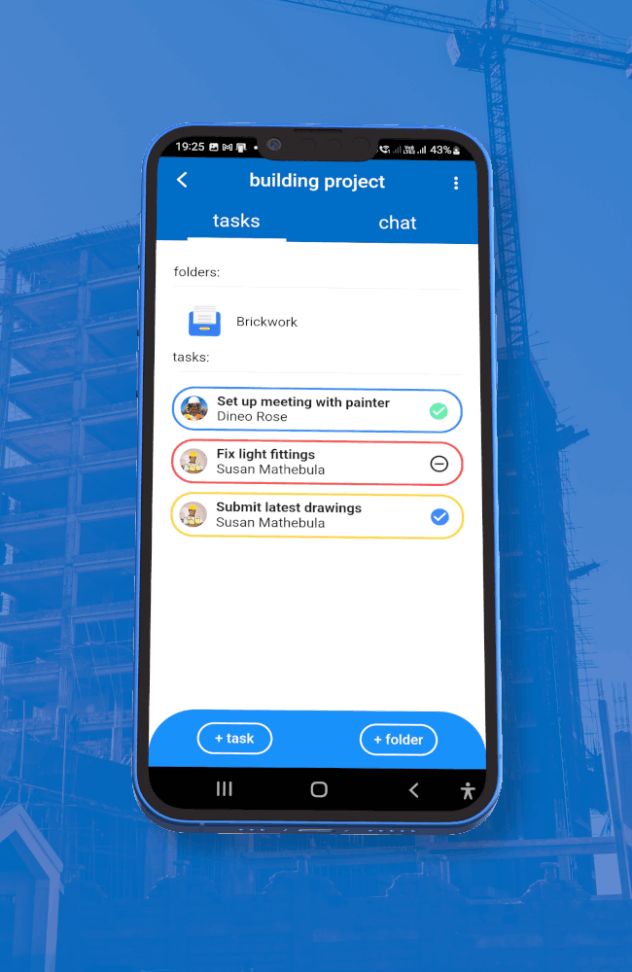 19:25
43%
building project
tasks
chat
folders:
Brickwork
tasks:
Set up meeting with painter
Dineo Rose
Fix light fittings
Susan Mathebula
Submit latest drawings
Susan Mathebula
+ task
+ folder